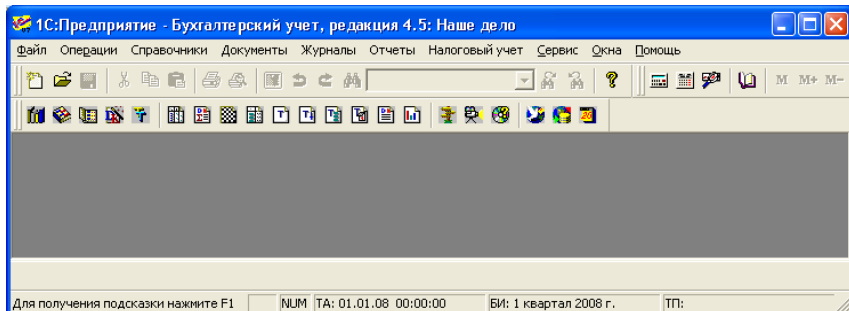 1С:Предприятие - Бухгалтерский учет, редакция 4.5: Наше дело
Файл Операции Справочники Документы Журналы Отчеты Налоговый учет Сервис Окна Помощь
M M+ M-
Для получения подсказки нажмите F1 NUM TA: 01.01.08 00:00:00 БИ: 1 квартал 2008 г. ТП: